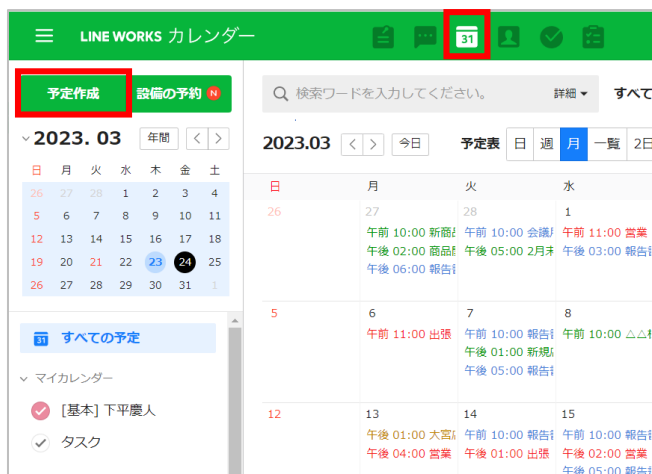 LINE WORKS カレンダー
31
予定作成
設備の予約 N
検索ワードを入力してください。
詳細
すべて
2023. 03
年間
< >
2023.03
< >
今日
予定表
日 週 月 一覧 2日
日 月 火 水 木 金 土
26 27 28 1 2 3 4
5 6 7 8 9 10 11
12 13 14 15 16 17 18
19 20 21 22 23 24 25
26 27 28 29 30 31 1
31 すべての予定
マイカレンダー
[基本] 下平慶人
タスク
日 月 火 水
26 27 28 1
午前 10:00 新商 午前 10:00 会議 午前 11:00 営業
午後 02:00 商品 午後 05:00 2月末 午後 03:00 報告
午後 06:00 報告
5 6 7 8
午前 11:00 出張 午前 10:00 報告 午前 10:00 △△
午後 01:00 新規
午後 05:00 報告
12 13 14 15
午後 01:00 大宮 午前 10:00 報告 午前 10:00 報告
午後 04:00 営業 午後 01:00 出張 午後 02:00 営業
午後 05:00 報告